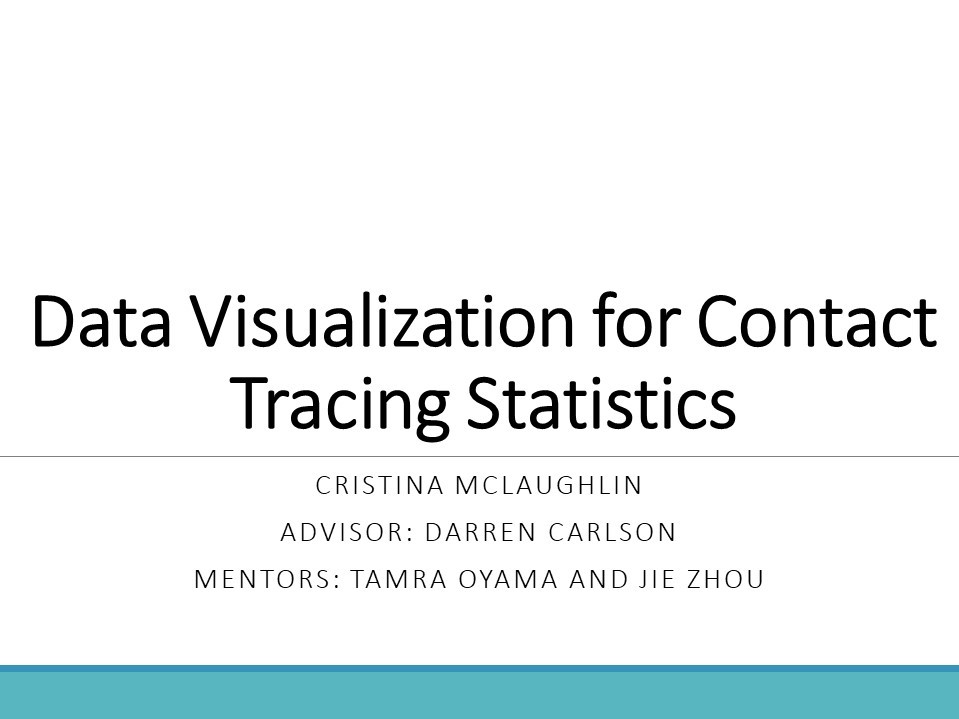 Data Visualization for Contact
Tracing Statistics
CRISTINA MCLAUGHLIN
ADVISOR: DARREN CARLSON
MENTORS: TAMRA OYAMA AND JIE ZHOU